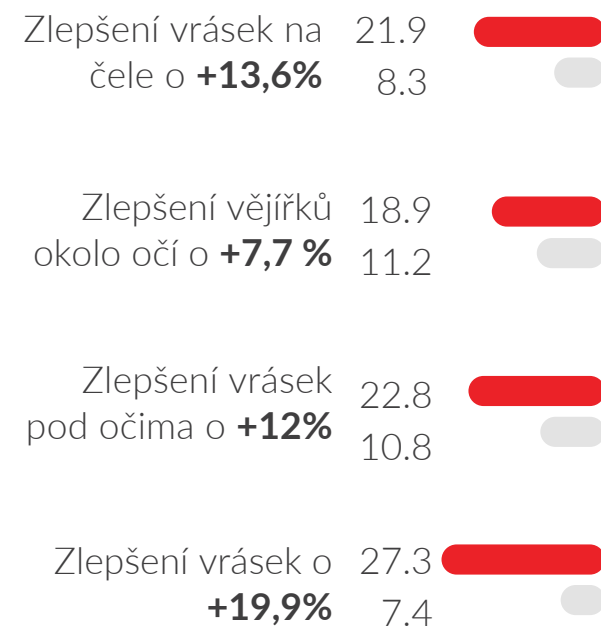 Zlepšení vrásek na 21.9
čele o +13,6% 8.3
Zlepšení vějířků 18.9
okolo očí o +7,7 % 11.2
Zlepšení vrásek 22.8
pod očima o +12% 10.8
Zlepšení vrásek o 27.3
+19,9% 7.4